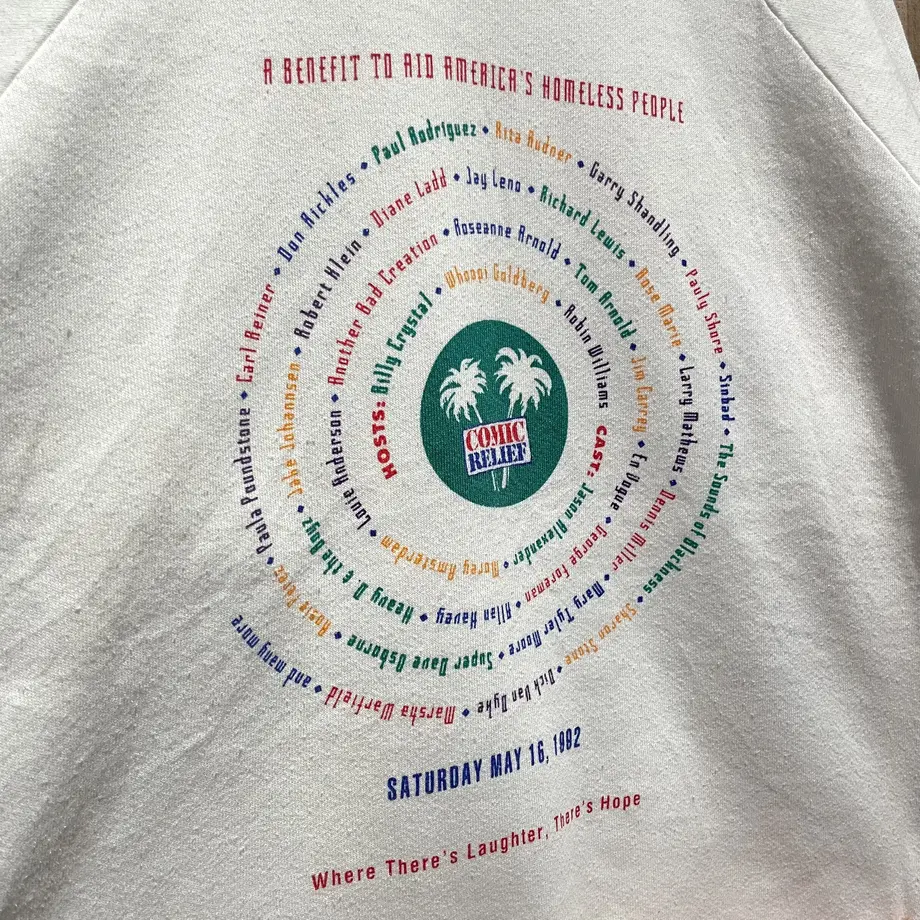 A BENEFIT TO AID AMERICA'S HOMELESS PEOPLE
HOSTS: Billy Crystal • Whoopi Goldberg • Robin Williams
CAST: Jason Alexander • Morey Amsterdam • Louie Anderson • Another Bad Creation • Roseanne Arnold • Tom Arnold • Jim Carrey • En Vogue • George Foreman • Allan Havey • Heavy D. & the Boyz • Jake Johannsen • Robert Klein • Diane Ladd • Jay Leno • Richard Lewis • Rose Marie • Larry Mathews • Dennis Miller • Mary Tyler Moore • Super Dave Osborne • Rosie Perez • Paula Poundstone • Carl Reiner • Don Rickles • Paul Rodriguez • Rita Rudner • Garry Shandling • Pauly Shore • Sinbad • The Sounds of Blackness • Sharon Stone • Dick Van Dyke • Marsha Warfield • and many more
COMIC
RELIEF
SATURDAY MAY 16, 1992
Where There's Laughter, There's Hope